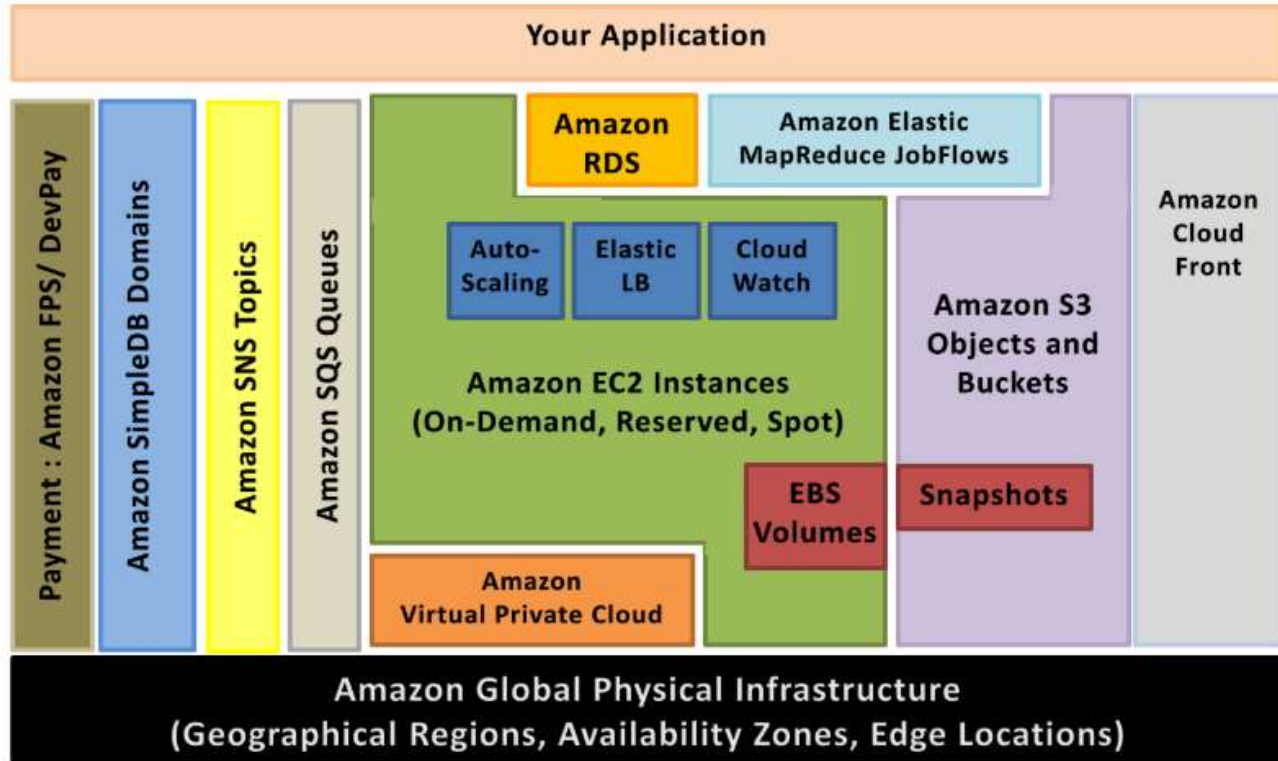 Your Application
Payment : Amazon FPS/ DevPay
Amazon SimpleDB Domains
Amazon SNS Topics
Amazon SQS Queues
Amazon
RDS
Amazon Elastic
MapReduce JobFlows
Auto-
Scaling
Elastic
LB
Cloud
Watch
Amazon EC2 Instances
(On-Demand, Reserved, Spot)
EBS
Volumes
Amazon
Virtual Private Cloud
Amazon S3
Objects and
Buckets
Snapshots
Amazon
Cloud
Front
Amazon Global Physical Infrastructure
(Geographical Regions, Availability Zones, Edge Locations)